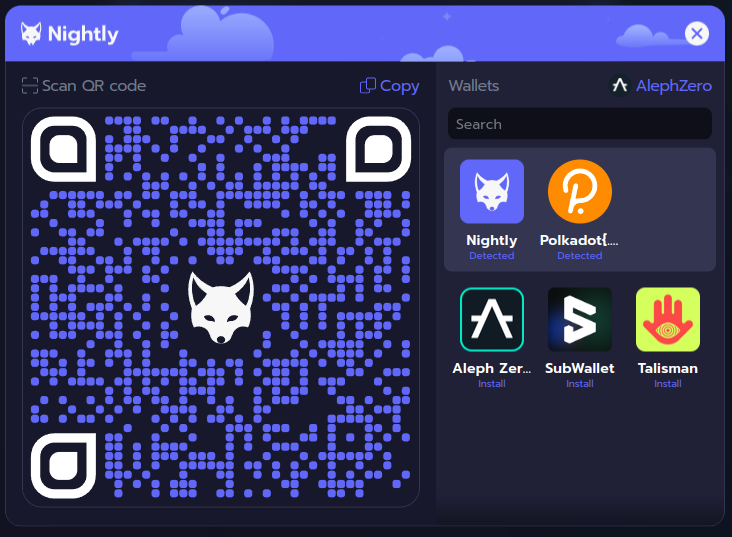 Nightly
Scan QR code
Copy
Wallets
AlephZero
Search
Nightly
Detected
Polkadot{....
Detected
Aleph Zer...
Install
SubWallet
Install
Talisman
Install